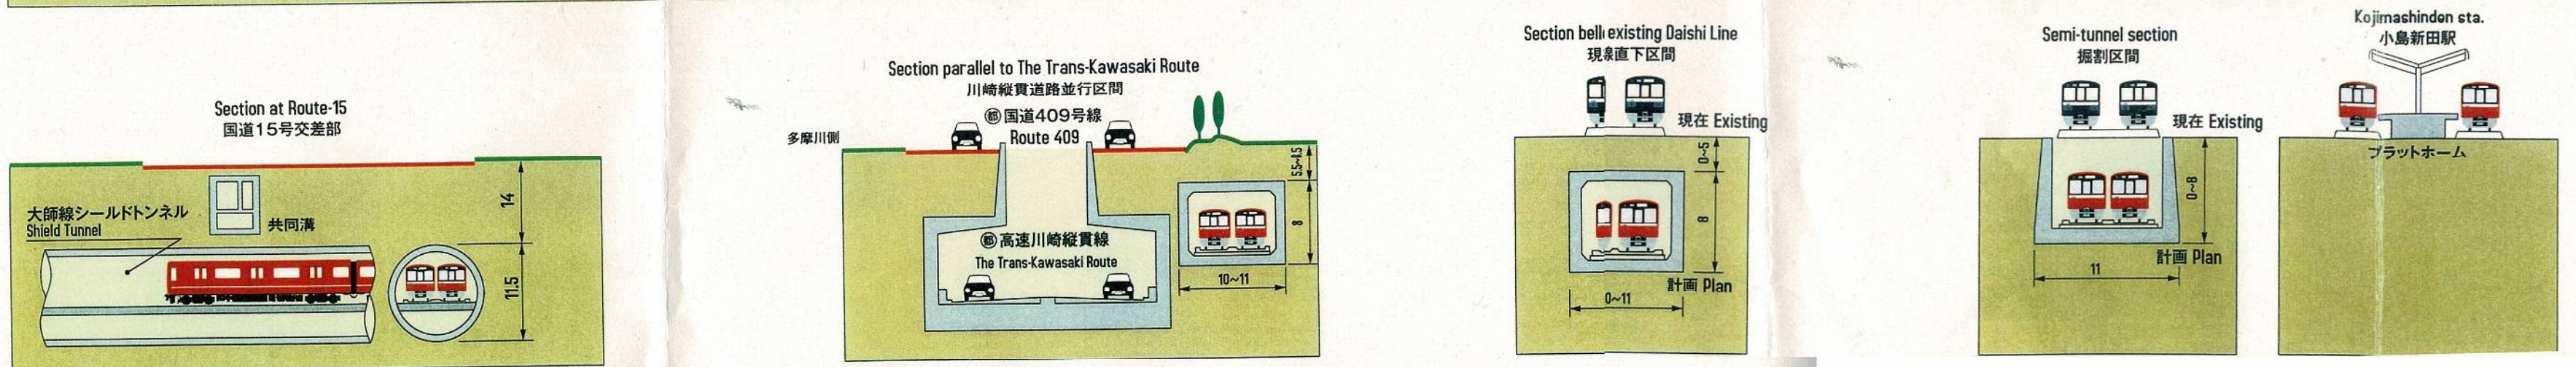 Section at Route-15
国道15号交差部
大師線シールドトンネル
Shield Tunnel
共同溝
14
11.5
Section parallel to The Trans-Kawasaki Route
川崎縦貫道路並行区間
都 国道409号線
Route 409
多摩川側
都 高速川崎縦貫線
The Trans-Kawasaki Route
5.5~8.5
8
10~11
Section bell existing Daishi Line
現線直下区間
現在 Existing
0~5
8
計画 Plan
0~11
Semi-tunnel section
掘割区間
現在 Existing
0~8
計画 Plan
11
Kojimashinden sta.
小島新田駅
プラットホーム